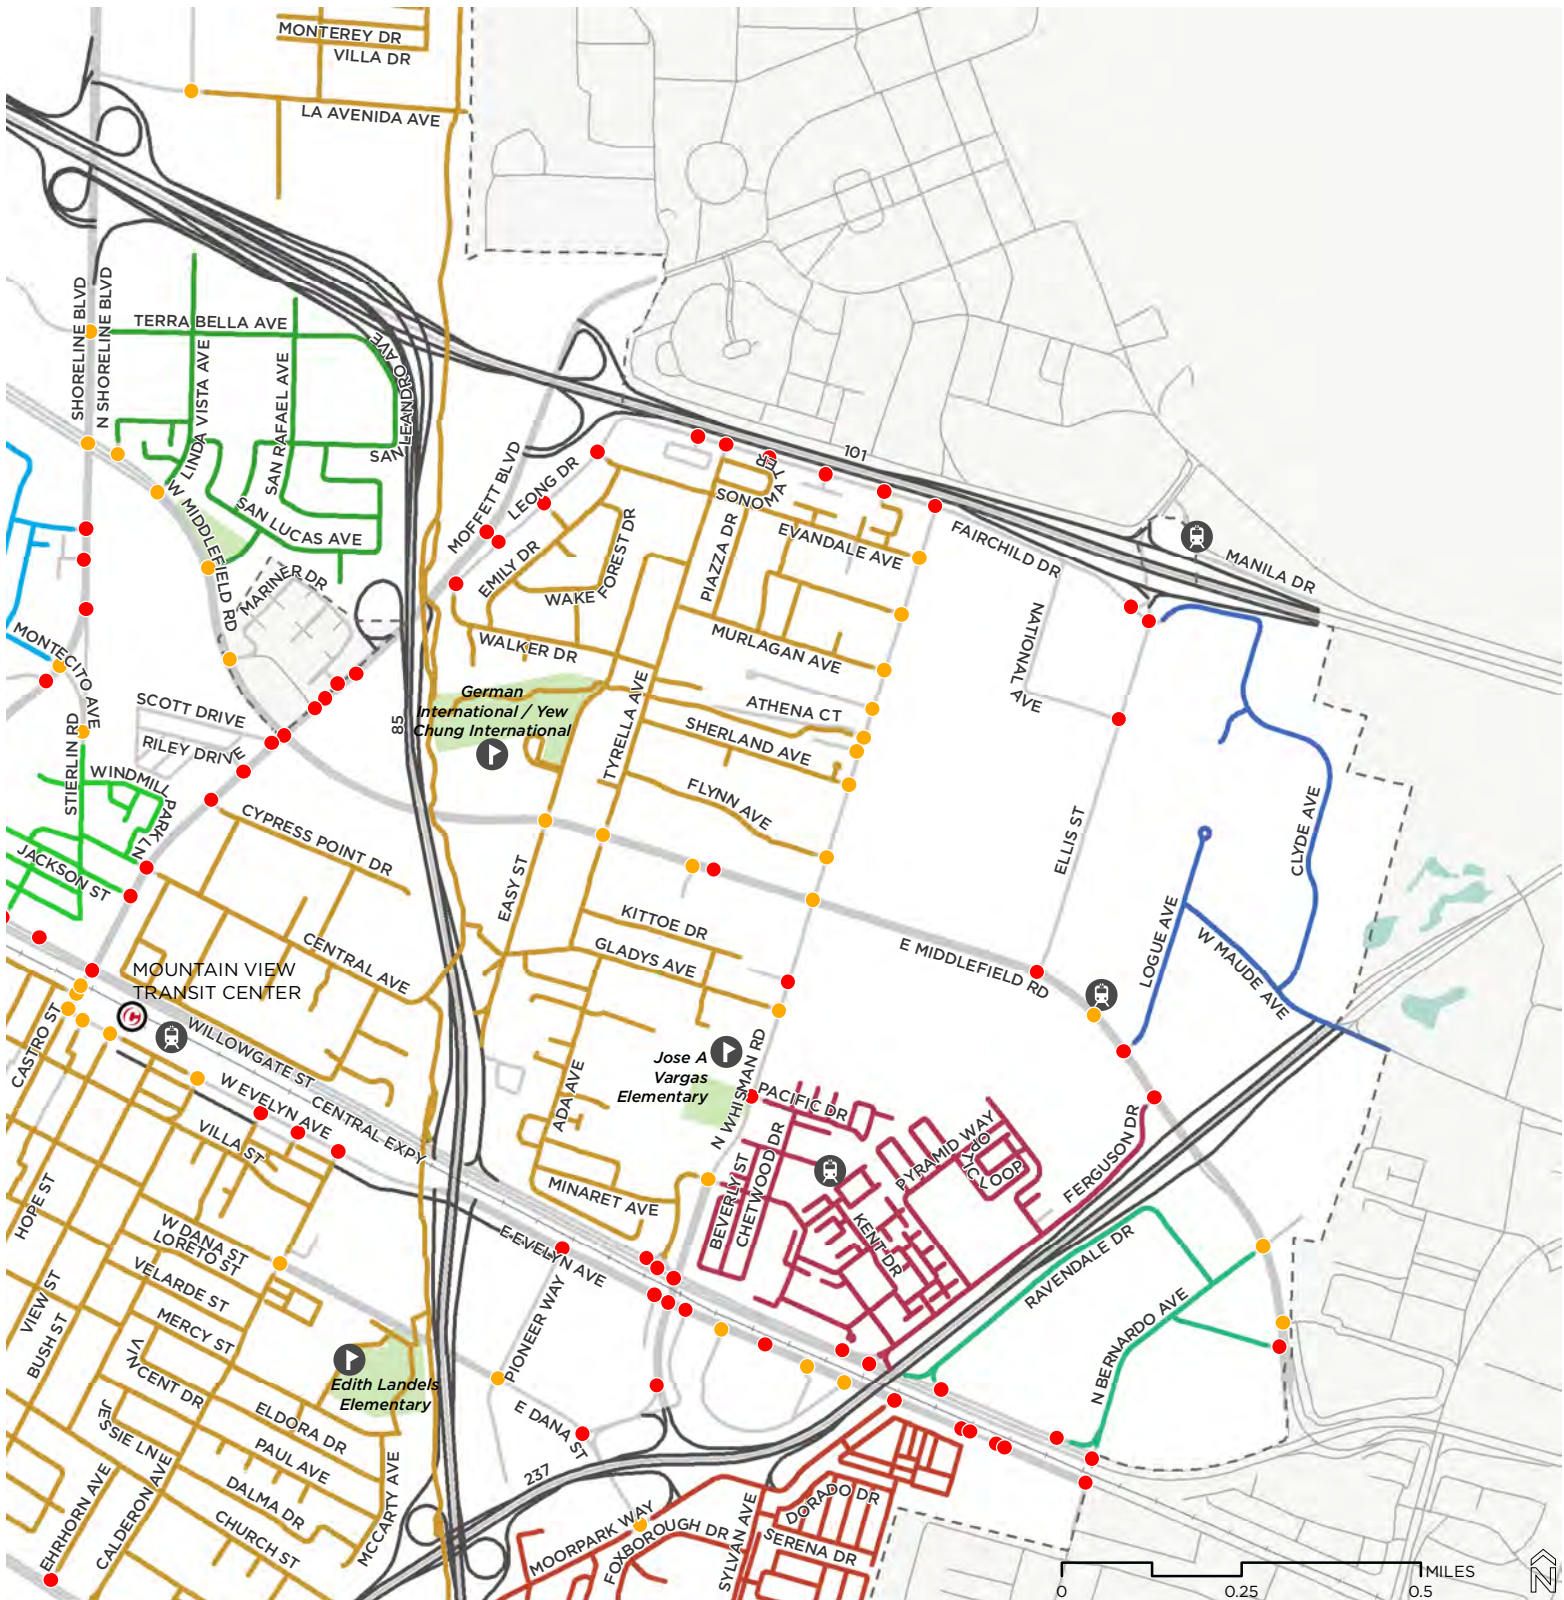 MONTEREY DR
VILLA DR
LA AVENIDA AVE
SHORELINE BLVD
N SHORELINE BLVD
TERRA BELLA AVE
LINDA VISTA AVE
SAN RAFAEL AVE
SAN LEANDRO AVE
W MIDDLEFIELD RD
SAN LUCAS AVE
MARINER DR
MOFFETT BLVD
LEONG DR
EMILY DR
WAKE FOREST DR
WALKER DR
101
SONOMA TER
PIAZZA DR
EVANDALE AVE
FAIRCHILD DR
MANILA DR
NATIONAL AVE
MURLAGAN AVE
ATHENA CT
SHERLAND AVE
TYRELLA AVE
FLYNN AVE
German
International / Yew
Chung International
85
MONTECITO AVE
STIERLIN RD
SCOTT DRIVE
RILEY DRIVE
WINDMILL PARK LN
JACKSON ST
CYPRESS POINT DR
EASY ST
ELLIS ST
CLYDE AVE
LOGUE AVE
W MAUDE AVE
E MIDDLEFIELD RD
KITTOE DR
GLADYS AVE
CENTRAL AVE
MOUNTAIN VIEW
TRANSIT CENTER
C
CASTRO ST
WILLOWGATE ST
W EVELYN AVE
CENTRAL EXPY
VILLA ST
ADA AVE
Jose A
Vargas
Elementary
N WHISMAN RD
PACIFIC DR
BEVERLY ST
CHETWOOD DR
PYRAMID WAY
OPTIC LOOP
KENT DR
FERGUSON DR
MINARET AVE
E EVELYN AVE
HOPE ST
W DANA ST
LORETO ST
VELARDE ST
VIEW ST
BUSH ST
MERCY ST
VINCENT DR
PIONEER WAY
RAVENDALE DR
N BERNARDO AVE
Edith Landels
Elementary
JESSIE LN
ELDORA DR
PAUL AVE
DALMA DR
CHURCH ST
EHRHORN AVE
CALDERON AVE
MCCARTY AVE
E DANA ST
237
MOORPARK WAY
FOXBOROUGH DR
SYLVAN AVE
DORADO DR
SERENA DR
MILES
0
0.25
0.5
N